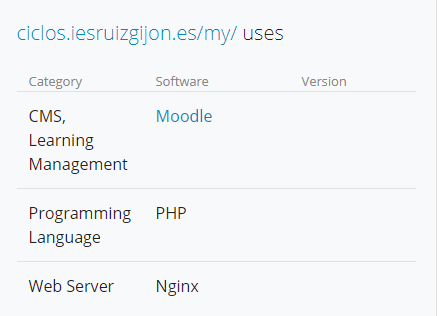 ciclos.iesruizgijon.es/my/ uses
Category Software Version
CMS, Moodle
Learning
Management
Programming PHP
Language
Web Server Nginx